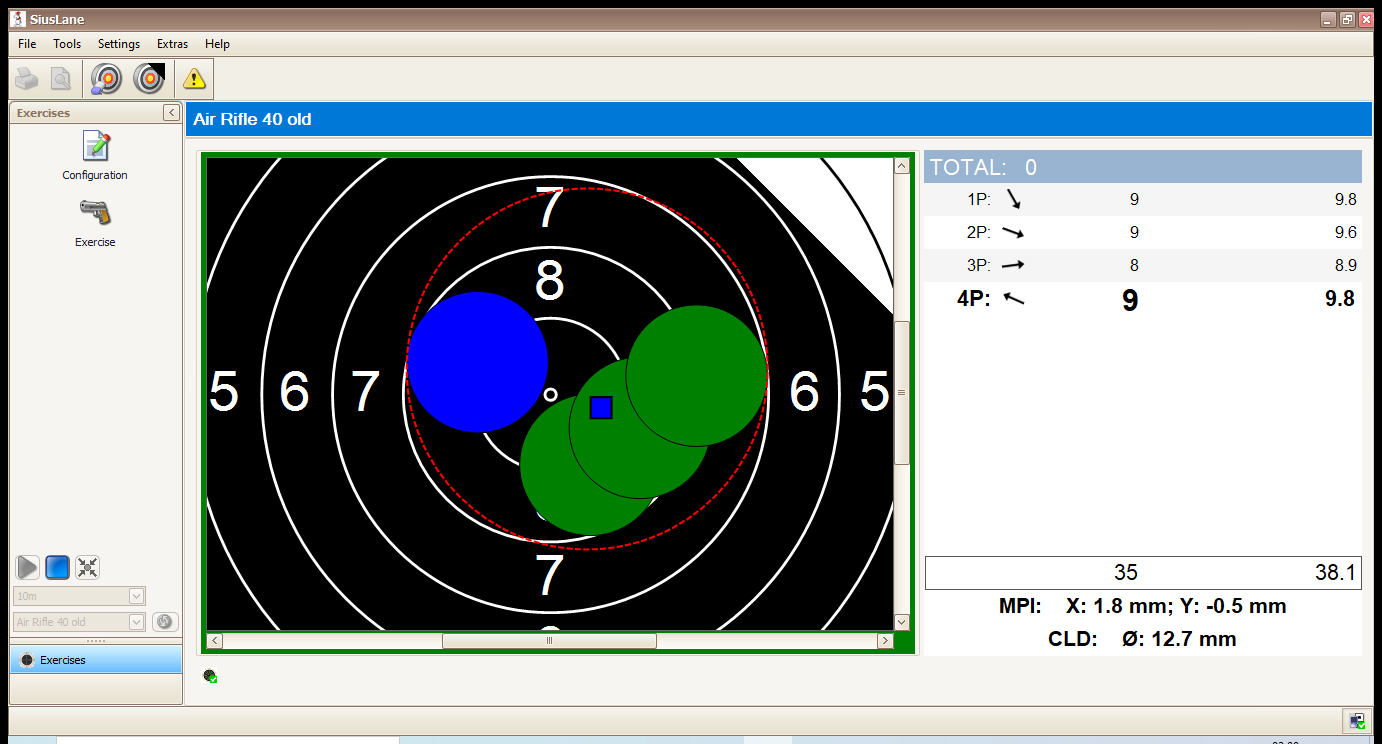 SiusLane
File Tools Settings Extras Help
Exercises
Configuration
Exercise
10m
Air Rifle 40 old
Exercises
Air Rifle 40 old
7
8
5 6 7 6 5
7
TOTAL: 0
1P: 9 9.8
2P: 9 9.6
3P: 8 8.9
4P: 9 9.8
35 38.1
MPI: X: 1.8 mm; Y: -0.5 mm
CLD: Ø: 12.7 mm